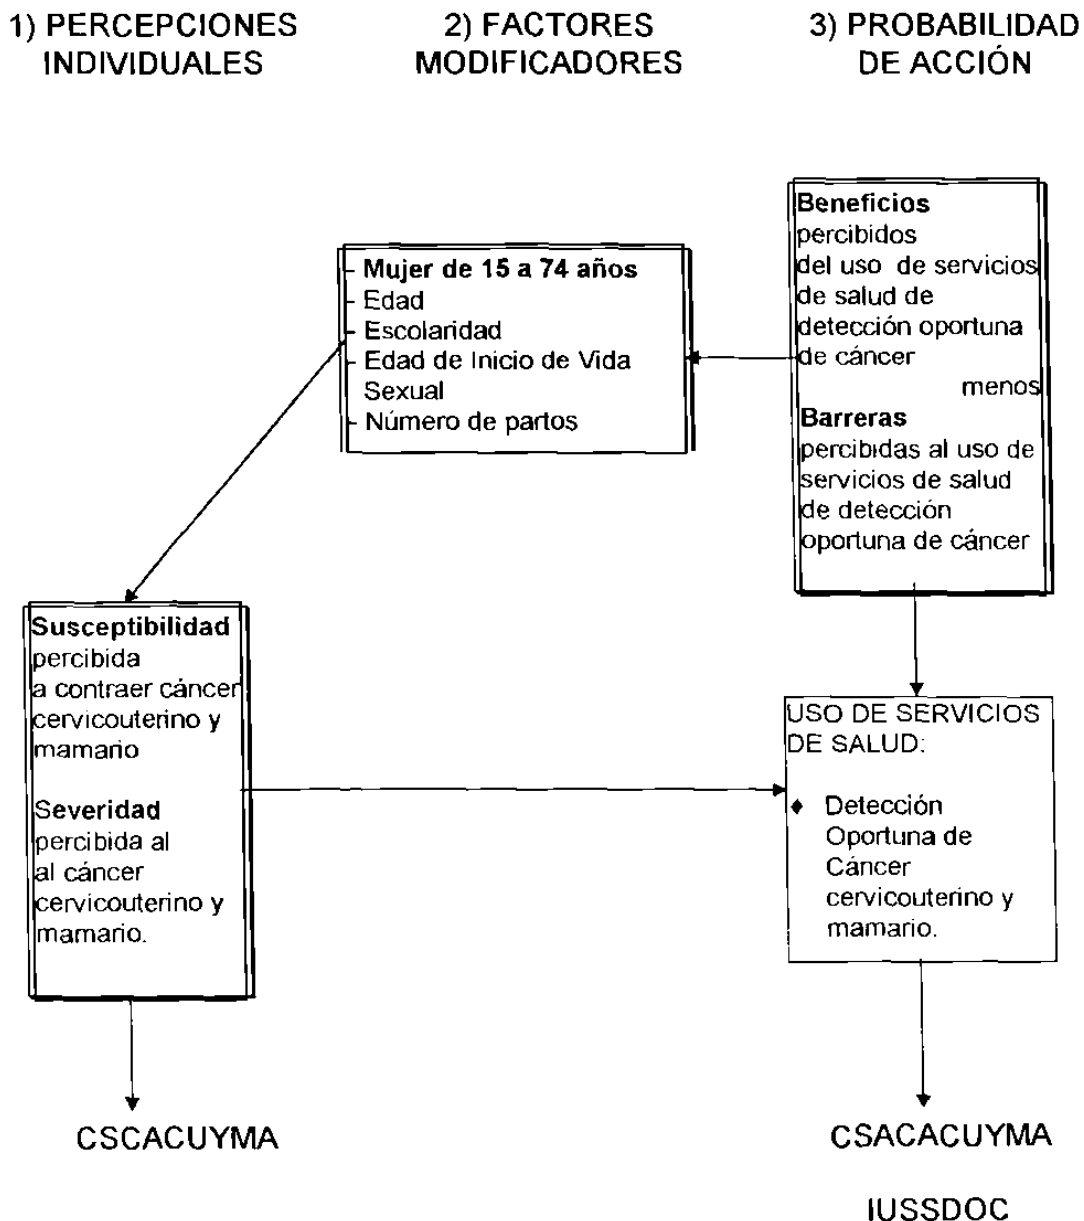 1) PERCEPCIONES
INDIVIDUALES
2) FACTORES
MODIFICADORES
3) PROBABILIDAD
DE ACCIÓN
Beneficios
percibidos
del uso de servicios
de salud de
detección oportuna
de cáncer
menos
Barreras
percibidas al uso de
servicios de salud
de detección
oportuna de cáncer
- Mujer de 15 a 74 años
- Edad
- Escolaridad
- Edad de Inicio de Vida
Sexual
- Número de partos
Susceptibilidad
percibida
a contraer cáncer
cervicouterino y
mamario
Severidad
percibida al
al cáncer
cervicouterino y
mamario.
USO DE SERVICIOS
DE SALUD:
♦ Detección
Oportuna de
Cáncer
cervicouterino y
mamario.
CSCACUYMA
CSACACUYMA
IUSSDOC